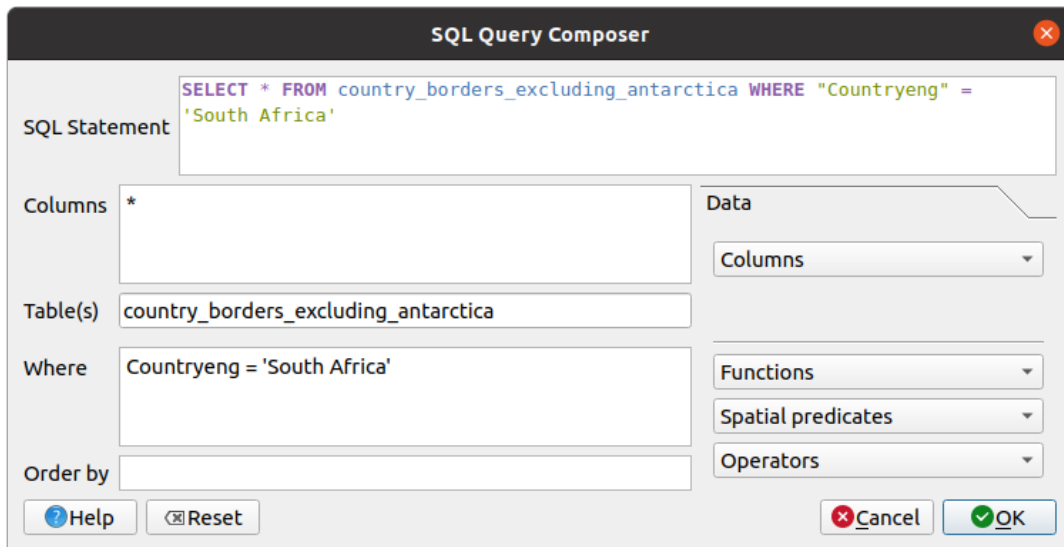 SQL Query Composer
SELECT * FROM country_borders_excluding_antarctica WHERE "Countryeng" =
'South Africa'
SQL Statement
Columns
*
Data
Columns
Table(s)
country_borders_excluding_antarctica
Where
Countryeng = 'South Africa'
Functions
Spatial predicates
Operators
Order by
Help
Reset
Cancel
OK